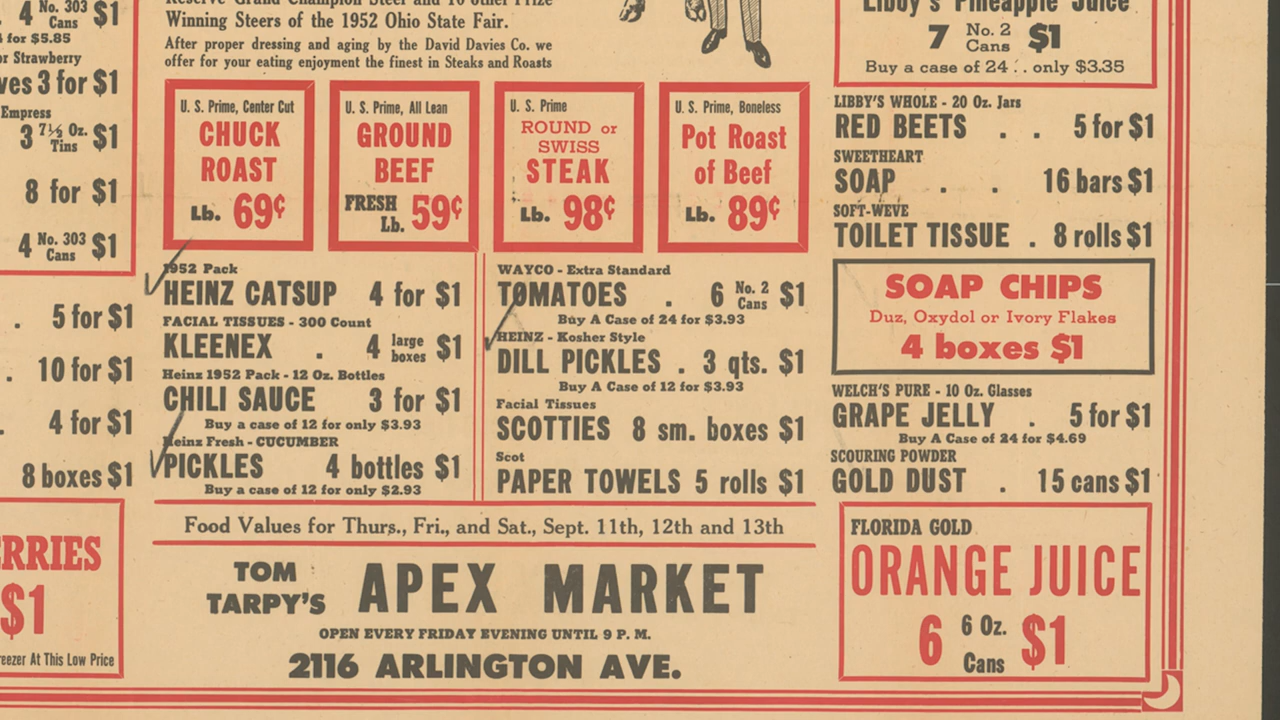 4 No. 303 Cans $1
for $5.85
or Strawberry
ves 3 for $1
Empress
3 7½ Oz. Tins $1
8 for $1
4 No. 303 Cans $1
. 5 for $1
. 10 for $1
. 4 for $1
8 boxes $1
ERRIES
$1
reezer At This Low Price
Reserve Grand Champion Steer and 10 other Prize
Winning Steers of the 1952 Ohio State Fair.
After proper dressing and aging by the David Davies Co. we
offer for your eating enjoyment the finest in Steaks and Roasts
U. S. Prime, Center Cut
CHUCK
ROAST
Lb. 69¢
U. S. Prime, All Lean
GROUND
BEEF
FRESH Lb. 59¢
U. S. Prime
ROUND or
SWISS
STEAK
Lb. 98¢
U. S. Prime, Boneless
Pot Roast
of Beef
Lb. 89¢
1952 Pack
HEINZ CATSUP 4 for $1
FACIAL TISSUES - 300 Count
KLEENEX . 4 large boxes $1
Heinz 1952 Pack - 12 Oz. Bottles
CHILI SAUCE 3 for $1
Buy a case of 12 for only $3.93
Heinz Fresh - CUCUMBER
PICKLES 4 bottles $1
Buy a case of 12 for only $2.93
WAYCO - Extra Standard
TOMATOES . 6 No. 2 Cans $1
Buy A Case of 24 for $3.93
HEINZ - Kosher Style
DILL PICKLES . 3 qts. $1
Buy A Case of 12 for $3.93
Facial Tissues
SCOTTIES 8 sm. boxes $1
Scot
PAPER TOWELS 5 rolls $1
Food Values for Thurs., Fri., and Sat., Sept. 11th, 12th and 13th
TOM
TARPY'S
APEX MARKET
OPEN EVERY FRIDAY EVENING UNTIL 9 P. M.
2116 ARLINGTON AVE.
Libby's Pineapple Juice
7 No. 2 Cans $1
Buy a case of 24 . . only $3.35
LIBBY'S WHOLE - 20 Oz. Jars
RED BEETS . . 5 for $1
SWEETHEART
SOAP . . 16 bars $1
SOFT-WEVE
TOILET TISSUE . 8 rolls $1
SOAP CHIPS
Duz, Oxydol or Ivory Flakes
4 boxes $1
WELCH'S PURE - 10 Oz. Glasses
GRAPE JELLY . 5 for $1
Buy A Case of 24 for $4.69
SCOURING POWDER
GOLD DUST . 15 cans $1
FLORIDA GOLD
ORANGE JUICE
6 6 Oz. Cans $1